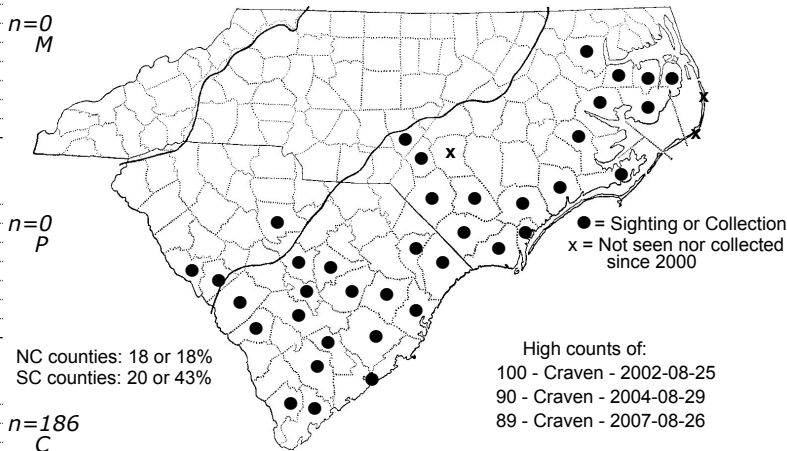 n=0
M
n=0
P
n=186
C
x
x
x
● = Sighting or Collection
x = Not seen nor collected
since 2000
NC counties: 18 or 18%
SC counties: 20 or 43%
High counts of:
100 - Craven - 2002-08-25
90 - Craven - 2004-08-29
89 - Craven - 2007-08-26